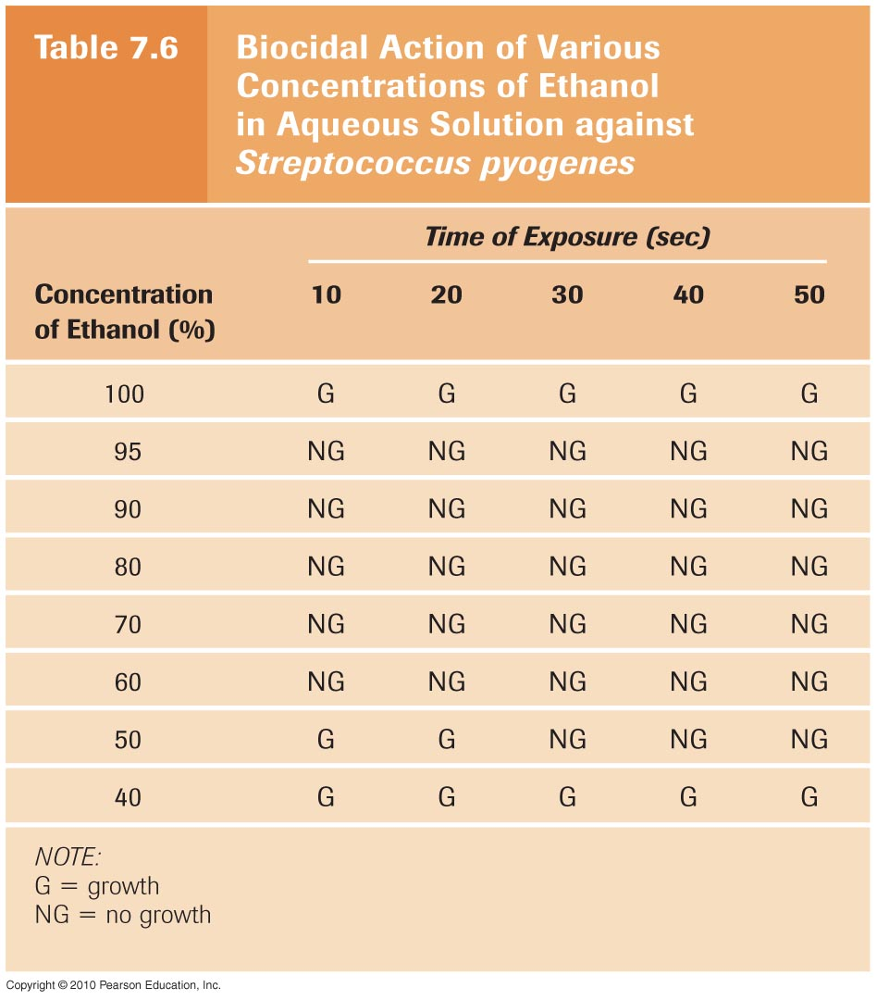 Table 7.6
Biocidal Action of Various
Concentrations of Ethanol
in Aqueous Solution against
Streptococcus pyogenes
Time of Exposure (sec)
Concentration
of Ethanol (%)
10 20 30 40 50
100 G G G G G
95 NG NG NG NG NG
90 NG NG NG NG NG
80 NG NG NG NG NG
70 NG NG NG NG NG
60 NG NG NG NG NG
50 G G NG NG NG
40 G G G G G
NOTE:
G = growth
NG = no growth
Copyright © 2010 Pearson Education, Inc.